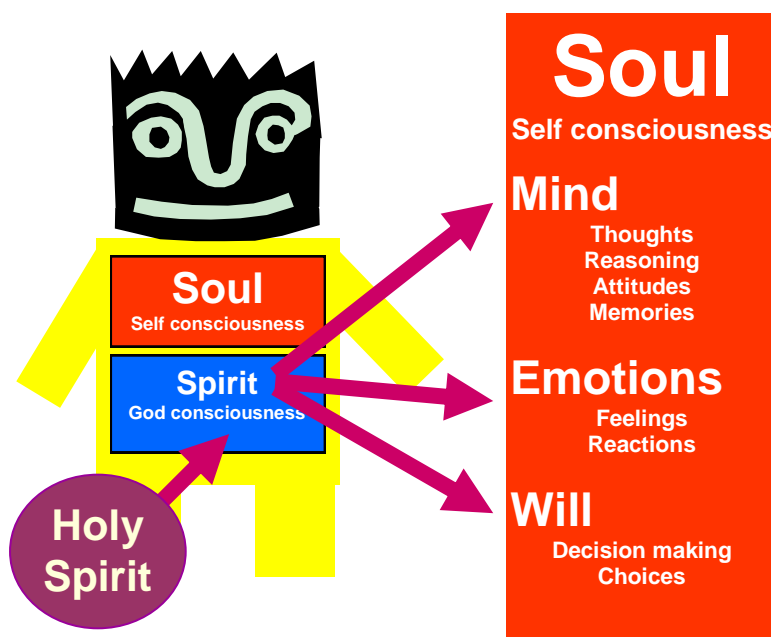 Soul
Self consciousness
Spirit
God consciousness
Holy
Spirit
Soul
Self consciousness
Mind
Thoughts
Reasoning
Attitudes
Memories
Emotions
Feelings
Reactions
Will
Decision making
Choices